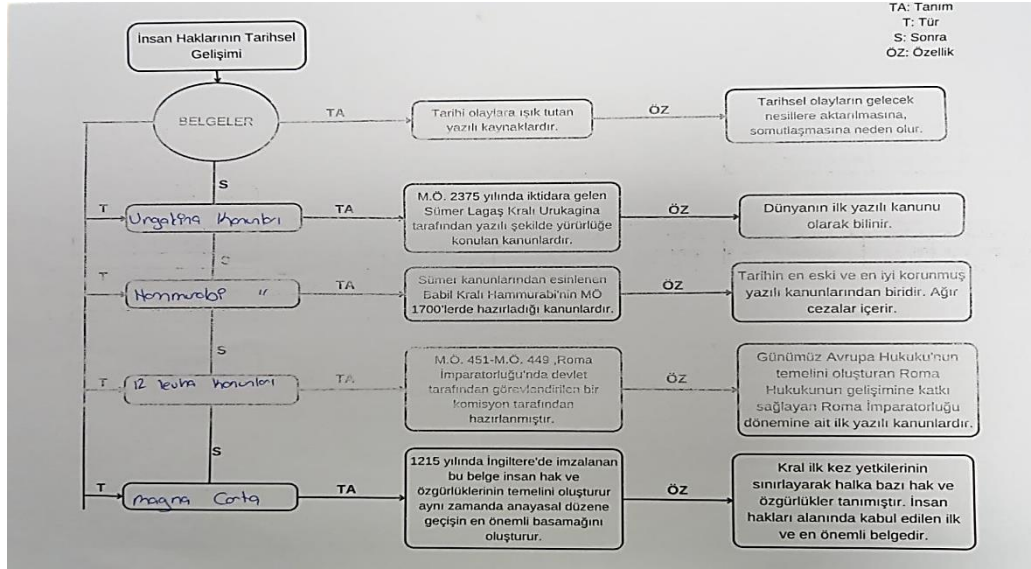 TA: Tanım
T: Tür
S: Sonra
ÖZ: Özellik
İnsan Haklarının Tarihsel
Gelişimi
BELGELER
TA
Tarihi olaylara ışık tutan
yazılı kaynaklardır.
ÖZ
Tarihsel olayların gelecek
nesillere aktarılmasına,
somutlaşmasına neden olur.
S
T
Urgakina Kanunları
TA
M.Ö. 2375 yılında iktidara gelen
Sümer Lagaş Kralı Urukagina
tarafından yazılı şekilde yürürlüğe
konulan kanunlardır.
ÖZ
Dünyanın ilk yazılı kanunu
olarak bilinir.
S
T
Hammurabi "
TA
Sümer kanunlarından esinlenen
Babil Kralı Hammurabi'nin MÖ
1700'lerde hazırladığı kanunlardır.
ÖZ
Tarihin en eski ve en iyi korunmuş
yazılı kanunlarından biridir. Ağır
cezalar içerir.
S
T
12 levha Kanunları
TA
M.Ö. 451-M.Ö. 449 ,Roma
İmparatorluğu'nda devlet
tarafından görevlendirilen bir
komisyon tarafından
hazırlanmıştır.
ÖZ
Günümüz Avrupa Hukuku'nun
temelini oluşturan Roma
Hukukunun gelişimine katkı
sağlayan Roma İmparatorluğu
dönemine ait ilk yazılı kanunlardır.
S
T
magna Carta
TA
1215 yılında İngiltere'de imzalanan
bu belge insan hak ve
özgürlüklerinin temelini oluşturur
aynı zamanda anayasal düzene
geçişin en önemli basamağını
oluşturur.
ÖZ
Kral ilk kez yetkilerinin
sınırlayarak halka bazı hak ve
özgürlükler tanımıştır. İnsan
hakları alanında kabul edilen ilk
ve en önemli belgedir.